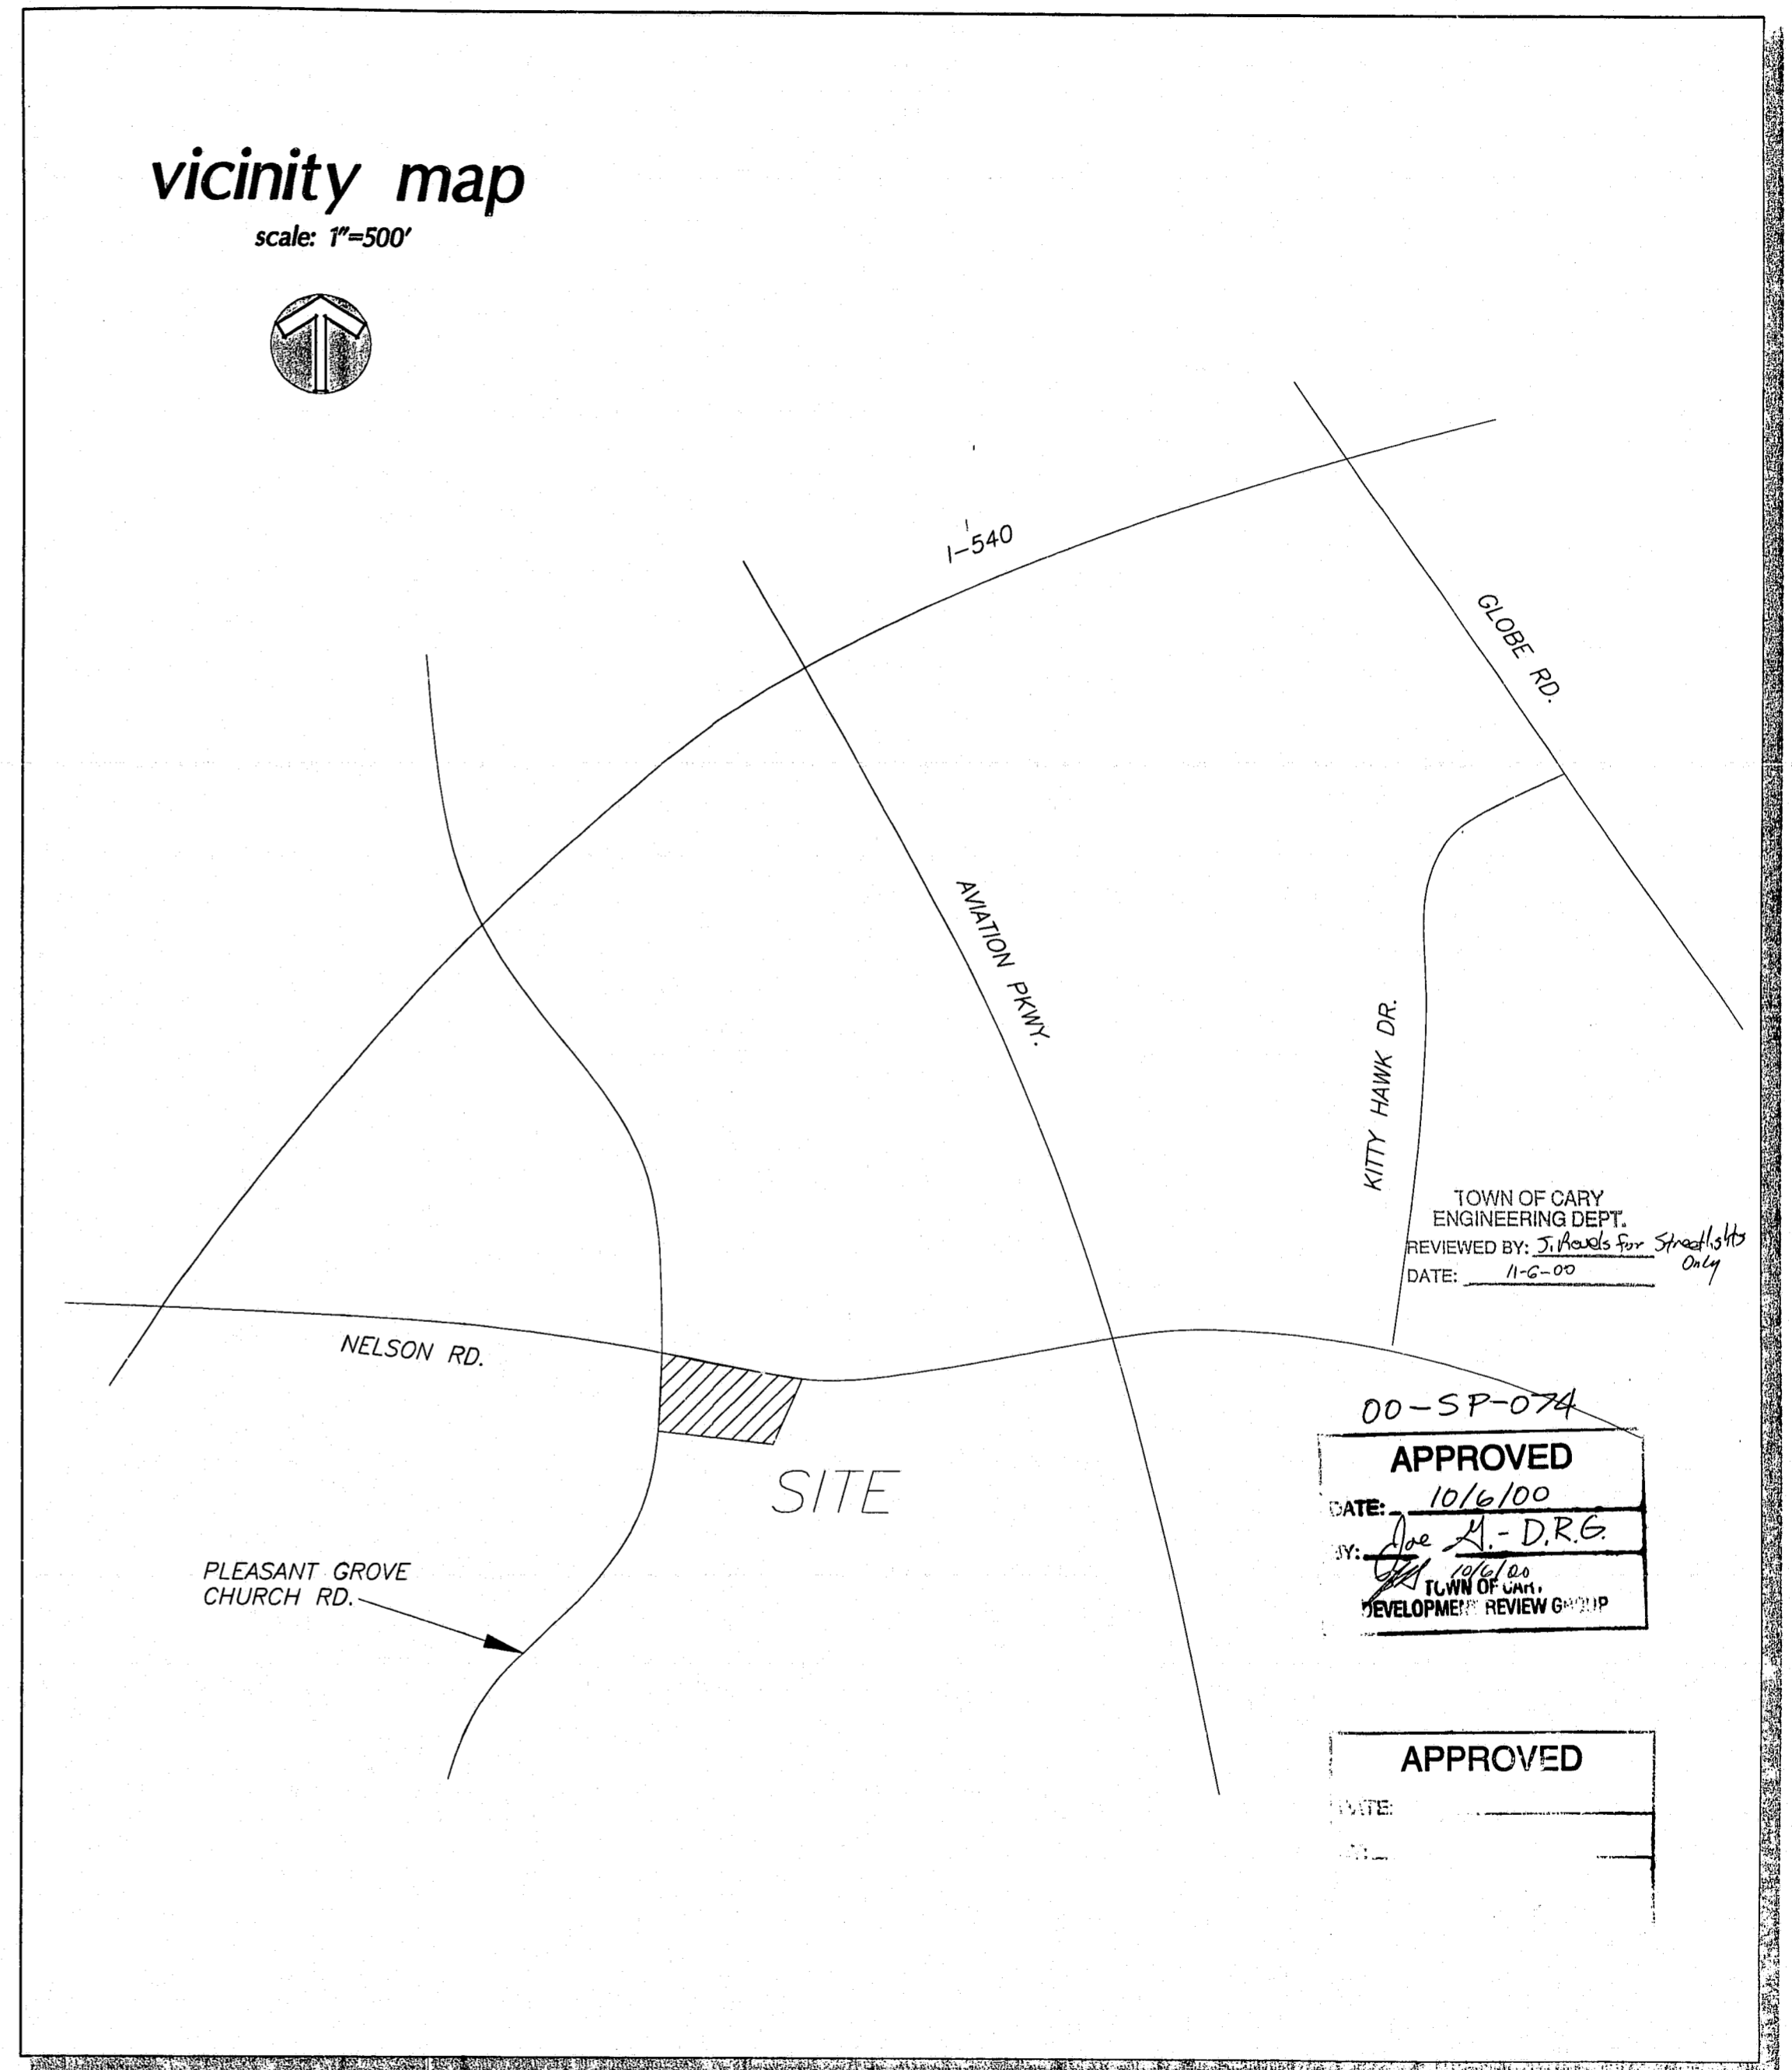 vicinity map
scale: 1"=500'
I-540
GLOBE RD.
AVIATION PKWY.
KITTY HAWK DR.
TOWN OF CARY
ENGINEERING DEPT.
REVIEWED BY: J. for Streetlights
Only
DATE: 11-6-00
NELSON RD.
00-SP-074
APPROVED
DATE: 10/6/00
BY: Joe - D.R.G.
10/6/00
TOWN OF CARY
DEVELOPMENT REVIEW GROUP
SITE
PLEASANT GROVE
CHURCH RD.
APPROVED
DATE: